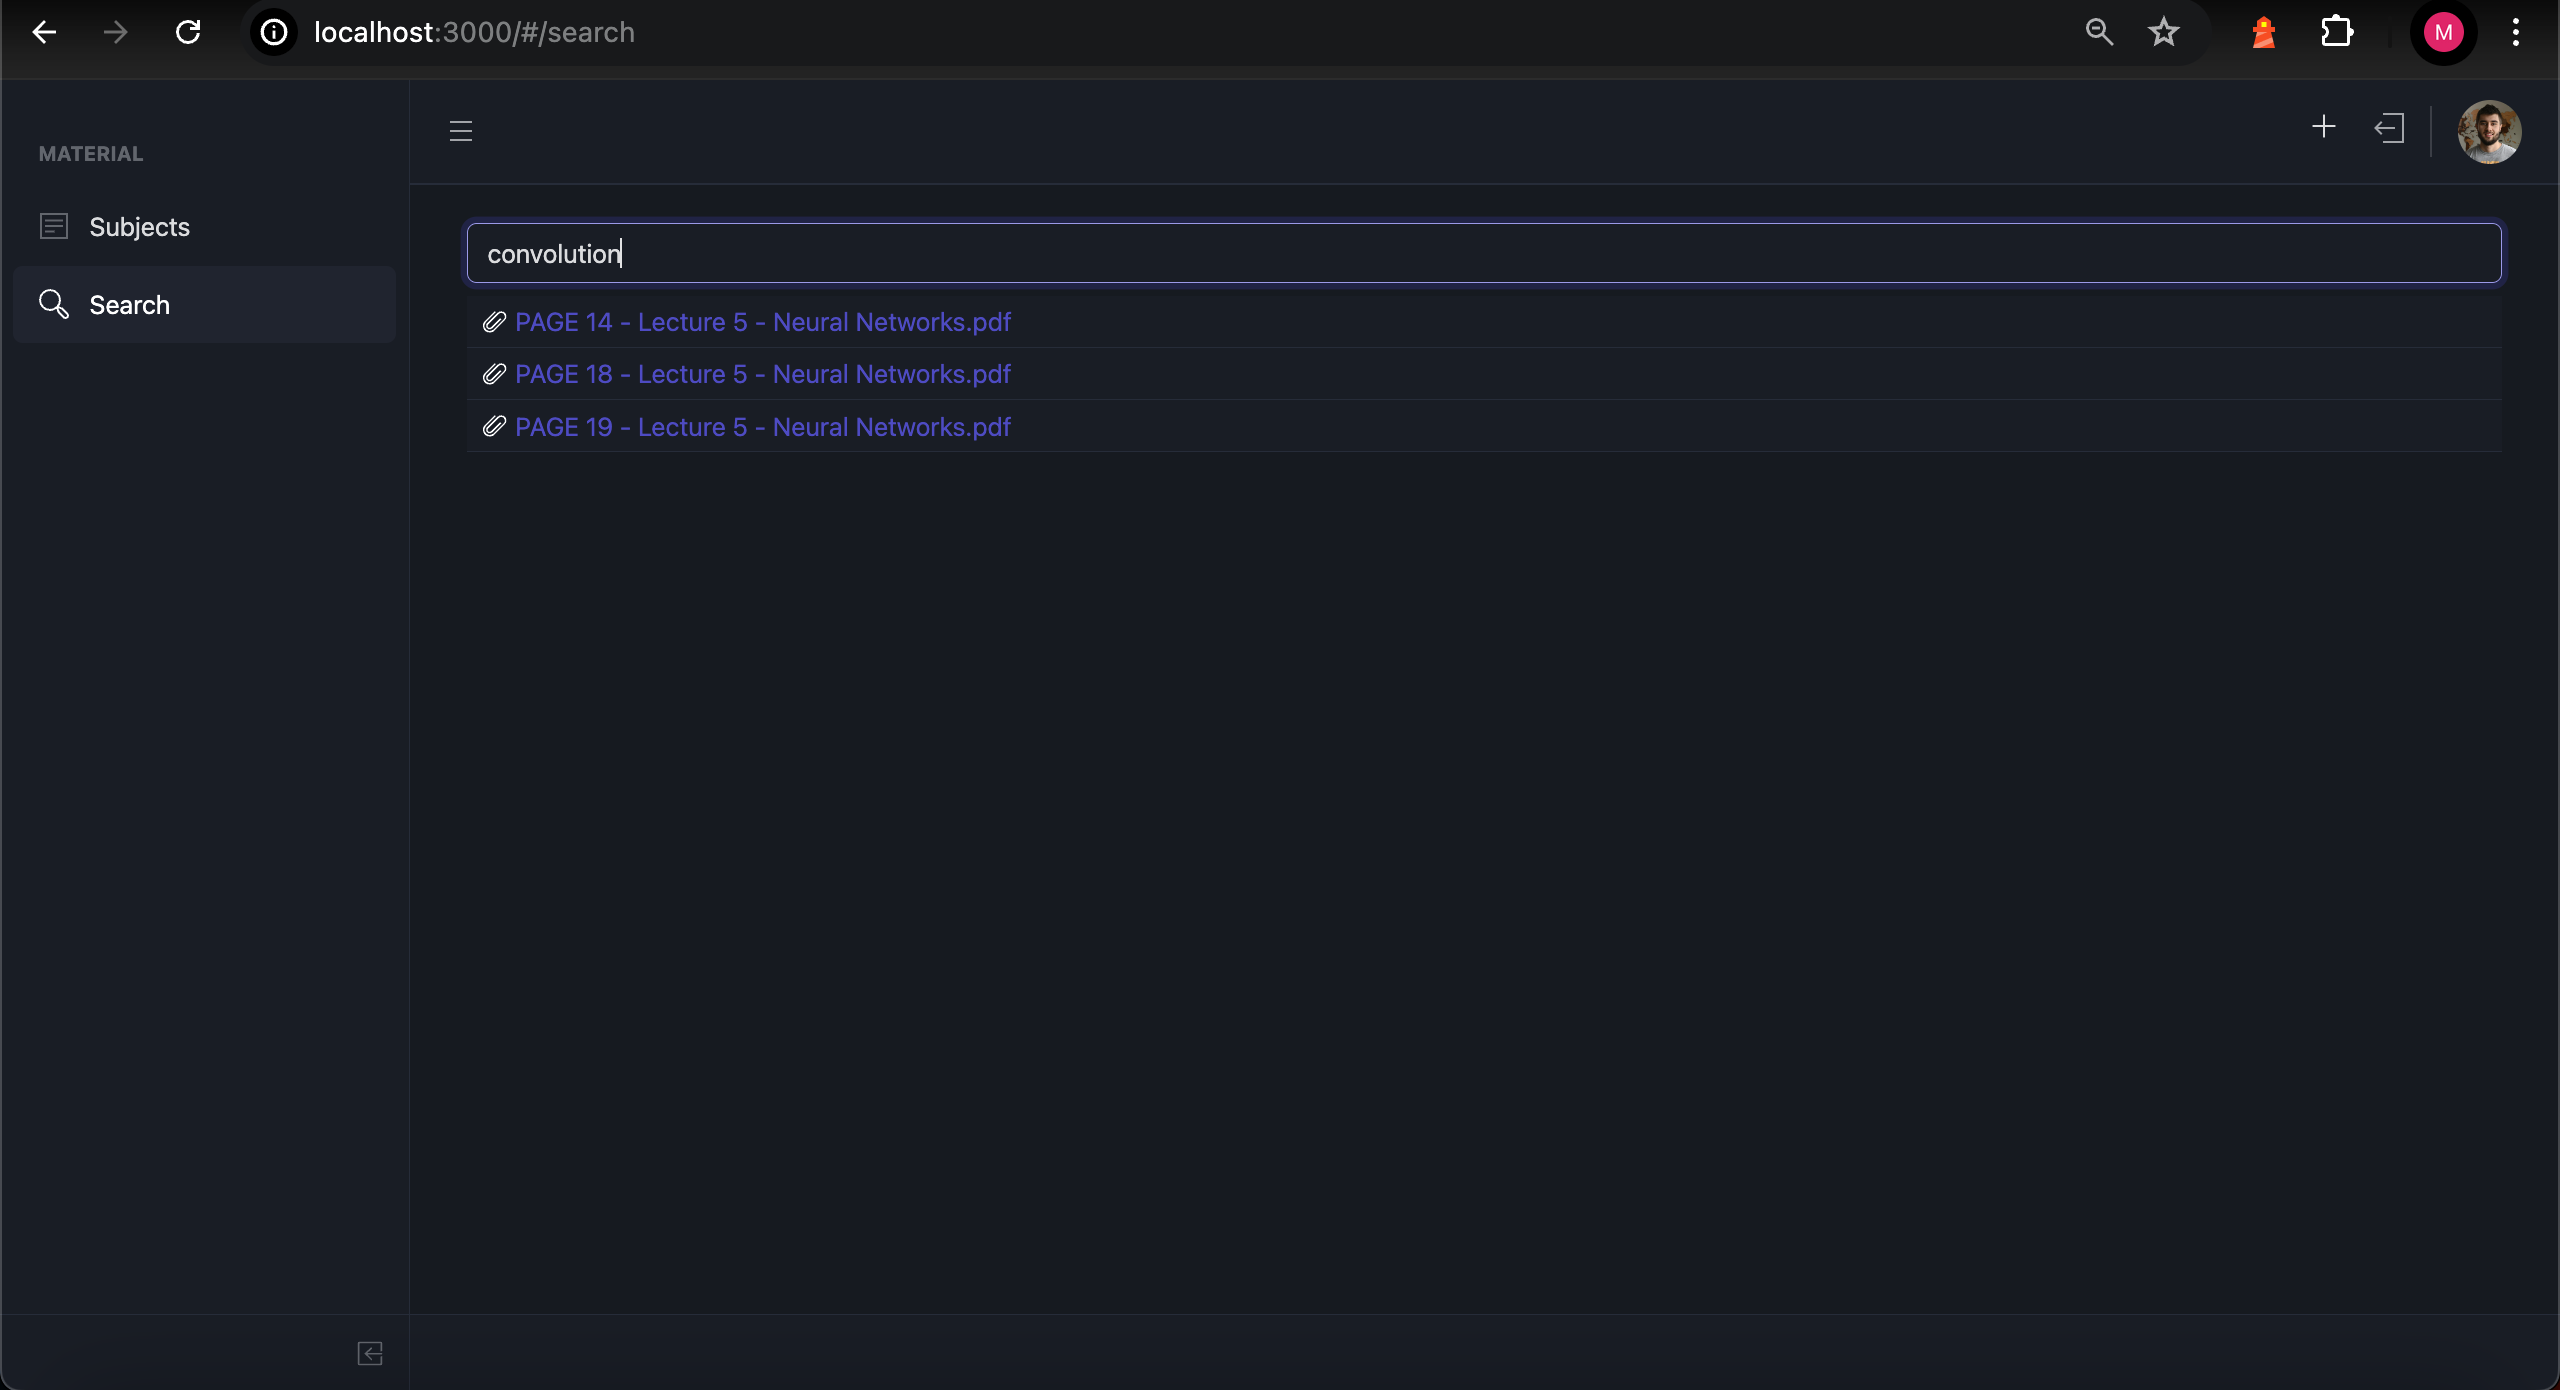 localhost:3000/#/search
M
MATERIAL
Subjects
Search
convolution
PAGE 14 - Lecture 5 - Neural Networks.pdf
PAGE 18 - Lecture 5 - Neural Networks.pdf
PAGE 19 - Lecture 5 - Neural Networks.pdf